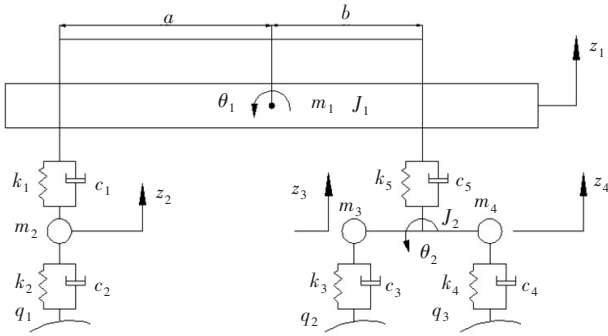 a b
z₁
θ₁ m₁ J₁
k₁ c₁ z₂ z₃ k₅ c₅ z₄
m₂ m₃ J₂ m₄
θ₂
k₂ c₂ k₃ c₃ k₄ c₄
q₁ q₂ q₃